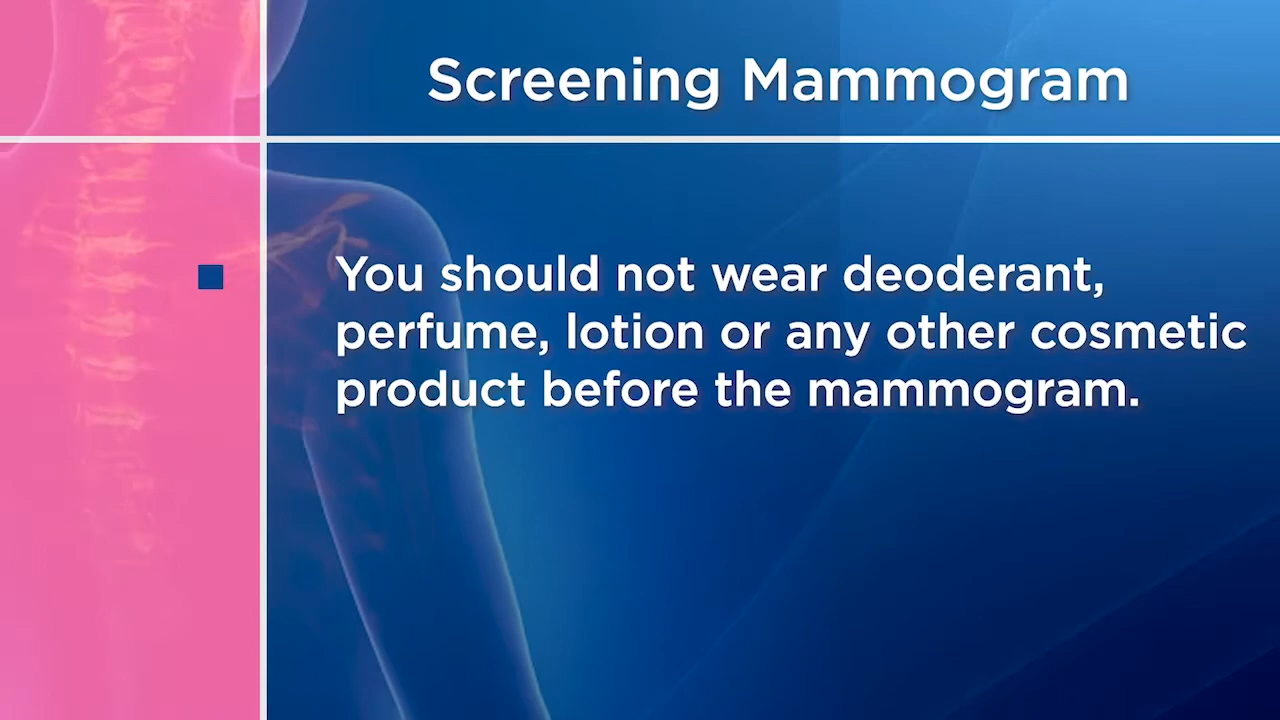 Screening Mammogram
You should not wear deoderant,
perfume, lotion or any other cosmetic
product before the mammogram.